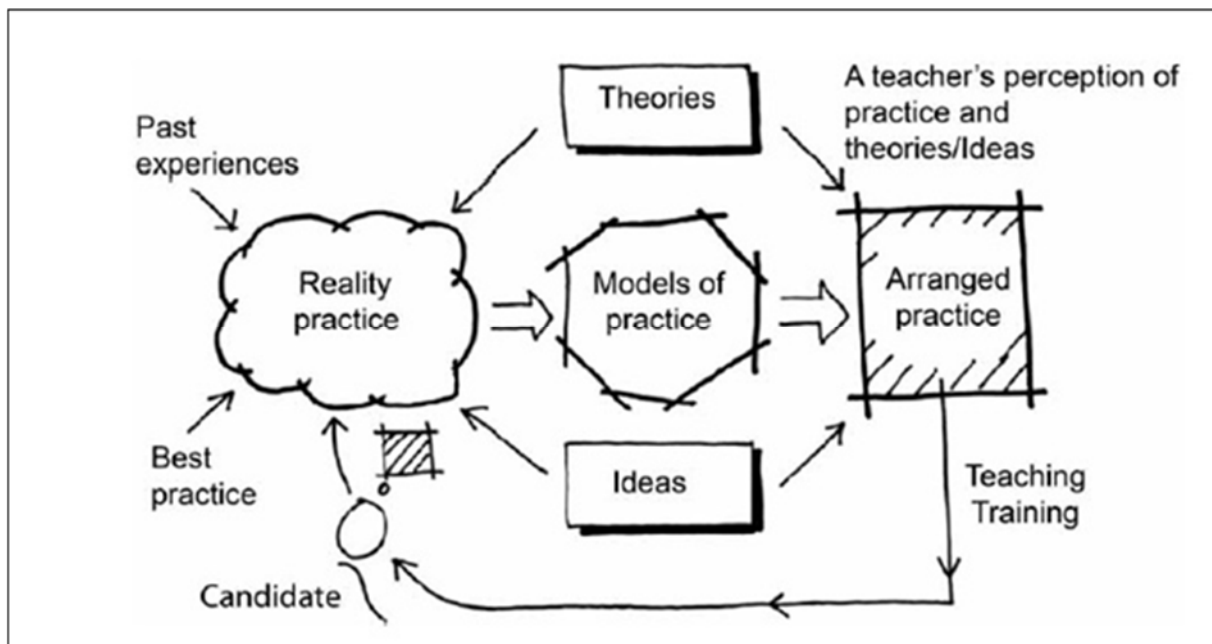 Theories
A teacher's perception of
practice and
theories/Ideas
Past
experiences
Reality
practice
Models of
practice
Arranged
practice
Best
practice
Ideas
Teaching
Training
Candidate